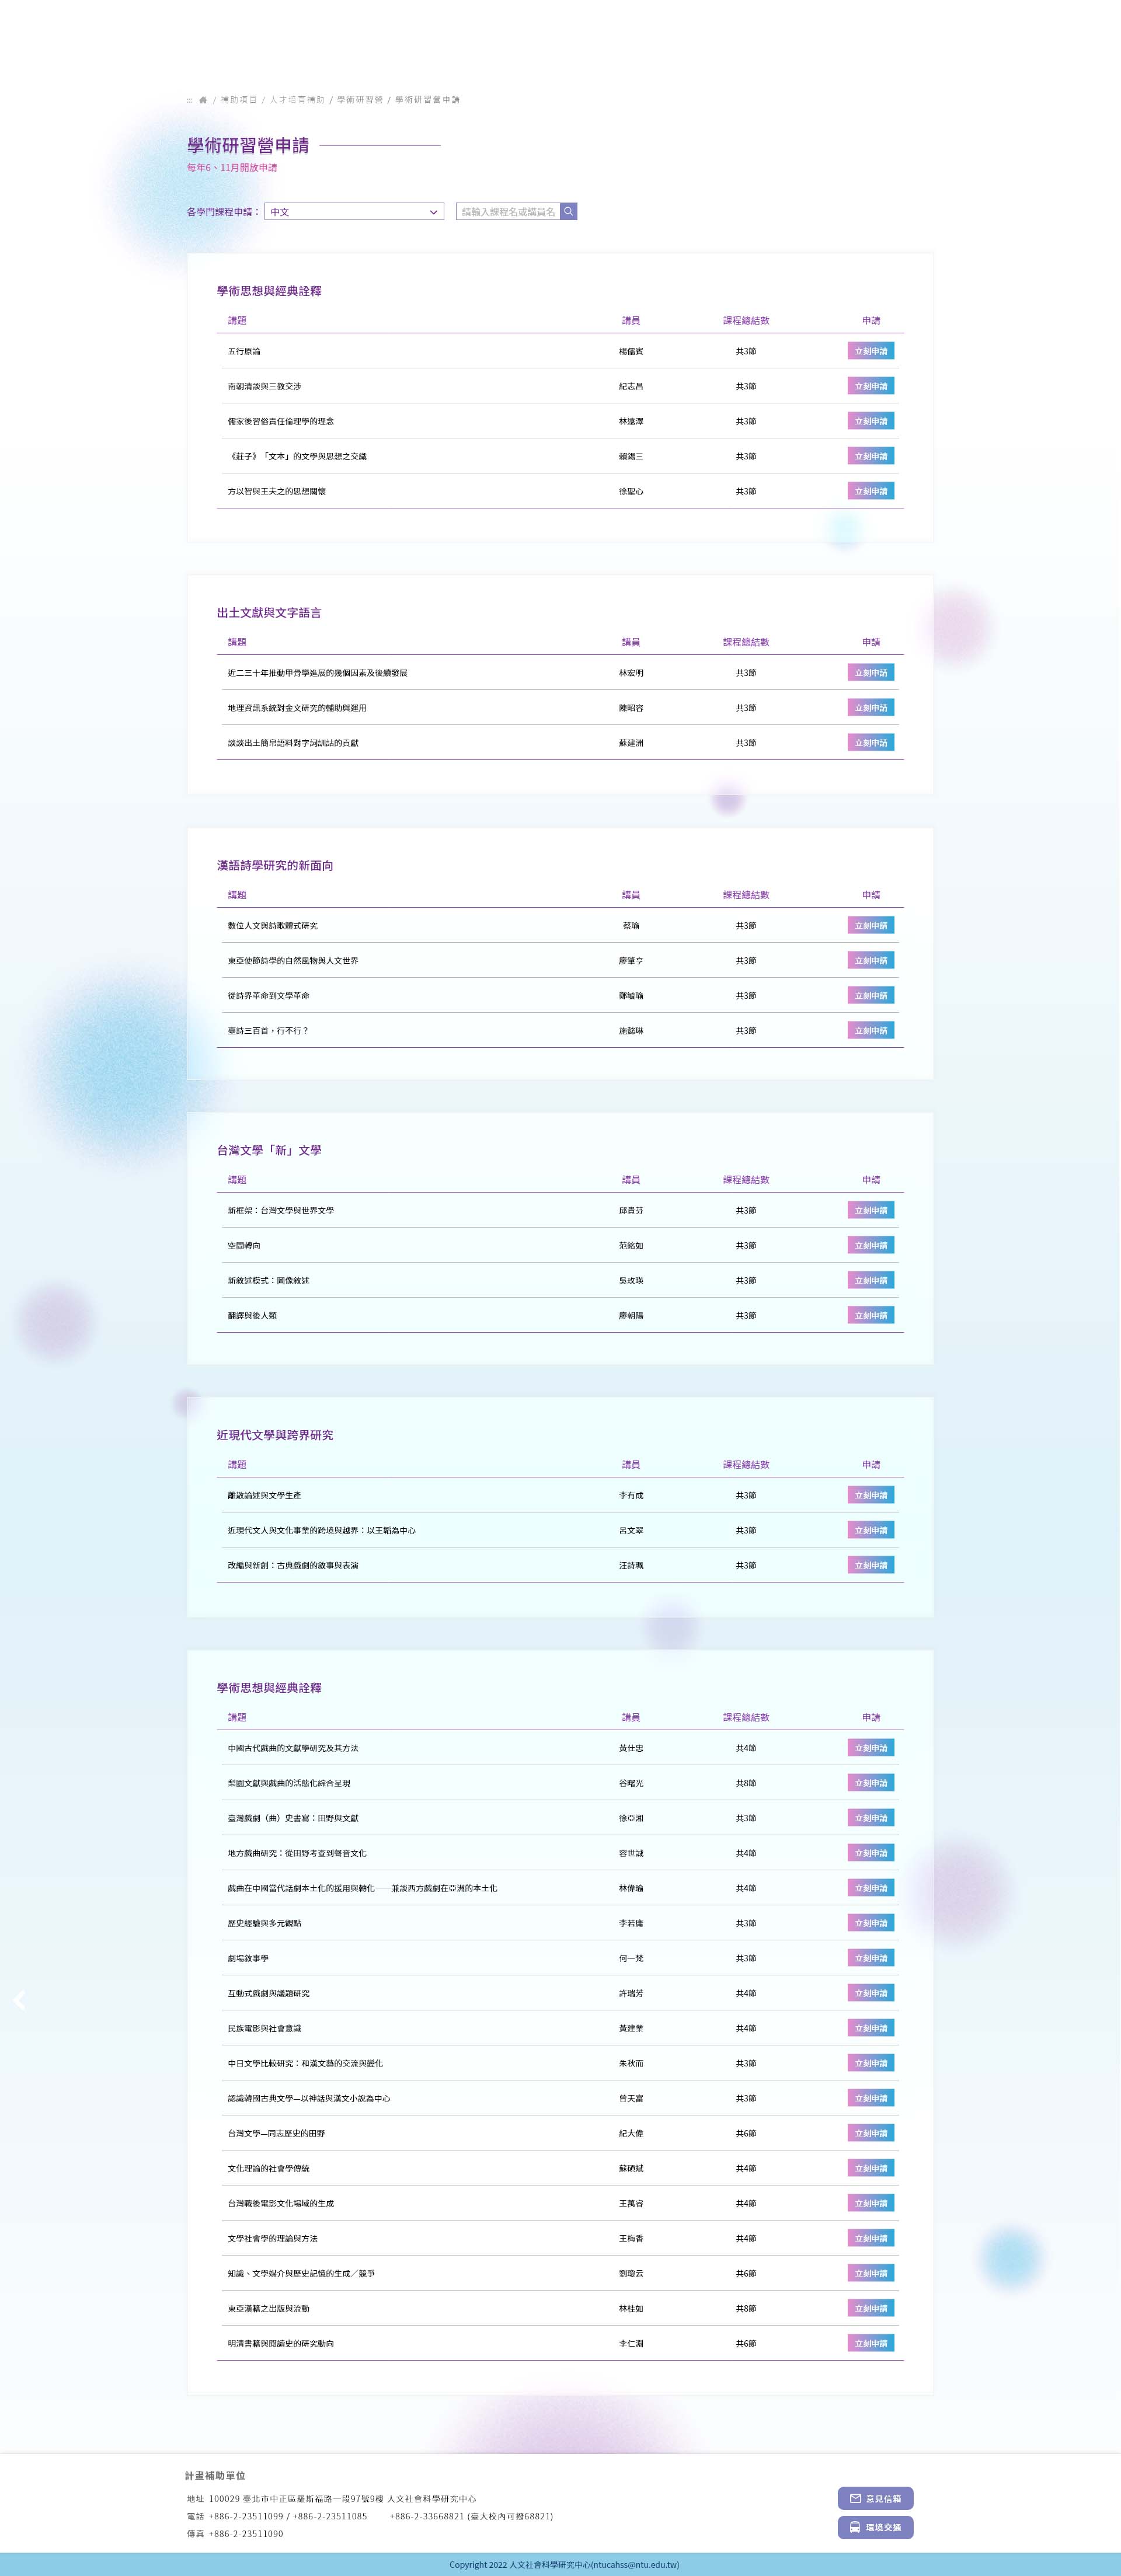 ::: / 補助項目 / 人才培育補助 / 學術研習營 / 學術研習營申請
學術研習營申請
每年6、11月開放申請
各學門課程申請： 中文 請輸入課程名或講員名
學術思想與經典詮釋
講題 講員 課程總結數 申請
五行原論 楊儒賓 共3節 立刻申請
南朝清談與三教交涉 紀志昌 共3節 立刻申請
儒家後習俗責任倫理學的理念 林遠澤 共3節 立刻申請
《莊子》「文本」的文學與思想之交織 賴錫三 共3節 立刻申請
方以智與王夫之的思想關懷 徐聖心 共3節 立刻申請
出土文獻與文字語言
講題 講員 課程總結數 申請
近二三十年推動甲骨學進展的幾個因素及後續發展 林宏明 共3節 立刻申請
地理資訊系統對金文研究的輔助與運用 陳昭容 共3節 立刻申請
談談出土簡帛語料對字詞訓詁的貢獻 蘇建洲 共3節 立刻申請
漢語詩學研究的新面向
講題 講員 課程總結數 申請
數位人文與詩歌體式研究 蔡瑜 共3節 立刻申請
東亞使節詩學的自然風物與人文世界 廖肇亨 共3節 立刻申請
從詩界革命到文學革命 鄭毓瑜 共3節 立刻申請
臺詩三百首，行不行？ 施懿琳 共3節 立刻申請
台灣文學「新」文學
講題 講員 課程總結數 申請
新框架：台灣文學與世界文學 邱貴芬 共3節 立刻申請
空間轉向 范銘如 共3節 立刻申請
新敘述模式：圖像敘述 吳玫瑛 共3節 立刻申請
翻譯與後人類 廖朝陽 共3節 立刻申請
近現代文學與跨界研究
講題 講員 課程總結數 申請
離散論述與文學生產 李有成 共3節 立刻申請
近現代文人與文化事業的跨境與越界：以王韜為中心 呂文翠 共3節 立刻申請
改編與新創：古典戲劇的敘事與表演 汪詩珮 共3節 立刻申請
學術思想與經典詮釋
講題 講員 課程總結數 申請
中國古代戲曲的文獻學研究及其方法 黃仕忠 共4節 立刻申請
梨園文獻與戲曲的活態化綜合呈現 谷曙光 共8節 立刻申請
臺灣戲劇（曲）史書寫：田野與文獻 徐亞湘 共3節 立刻申請
地方戲曲研究：從田野考查到聲音文化 容世誠 共4節 立刻申請
戲曲在中國當代話劇本土化的援用與轉化——兼談西方戲劇在亞洲的本土化 林偉瑜 共4節 立刻申請
歷史經驗與多元觀點 李若庸 共3節 立刻申請
劇場敘事學 何一梵 共3節 立刻申請
互動式戲劇與議題研究 許瑞芳 共4節 立刻申請
民族電影與社會意識 黃建業 共4節 立刻申請
中日文學比較研究：和漢文藝的交流與變化 朱秋而 共3節 立刻申請
認識韓國古典文學—以神話與漢文小說為中心 曾天富 共3節 立刻申請
台灣文學—同志歷史的田野 紀大偉 共6節 立刻申請
文化理論的社會學傳統 蘇碩斌 共4節 立刻申請
台灣戰後電影文化場域的生成 王萬睿 共4節 立刻申請
文學社會學的理論與方法 王梅香 共4節 立刻申請
知識、文學媒介與歷史記憶的生成／競爭 劉瓊云 共6節 立刻申請
東亞漢籍之出版與流動 林桂如 共8節 立刻申請
明清書籍與閱讀史的研究動向 李仁淵 共6節 立刻申請
計畫補助單位
地址 100029 臺北市中正區羅斯福路一段97號9樓 人文社會科學研究中心
電話 +886-2-23511099 / +886-2-23511085 +886-2-33668821 (臺大校內可撥68821)
傳真 +886-2-23511090
意見信箱
環境交通
Copyright 2022 人文社會科學研究中心(ntucahss@ntu.edu.tw)